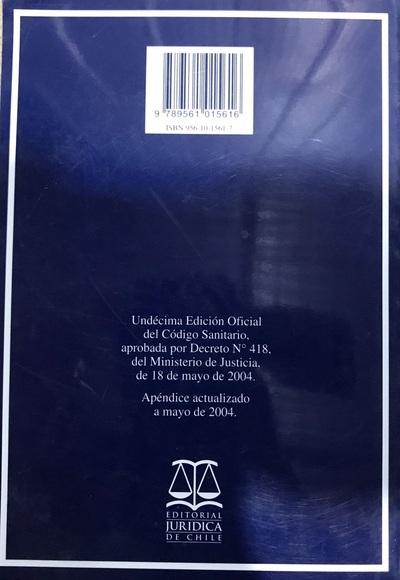 9 789561 015616
ISBN 956-10-1561-7
Undécima Edición Oficial
del Código Sanitario,
aprobada por Decreto N° 418,
del Ministerio de Justicia,
de 18 de mayo de 2004.
Apéndice actualizado
a mayo de 2004.
EDITORIAL
JURIDICA
DE CHILE